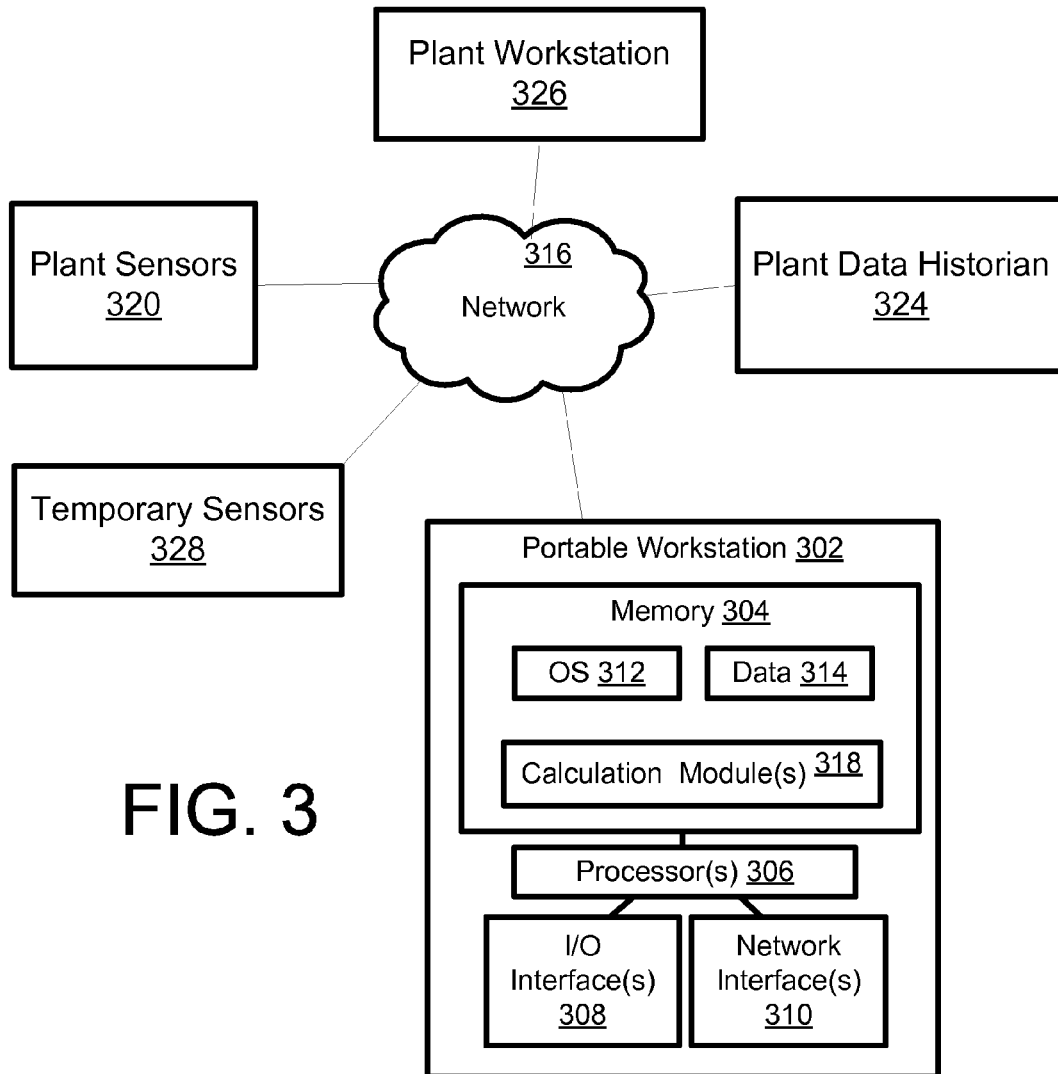 Plant Workstation
326
Plant Sensors
320
316
Network
Plant Data Historian
324
Temporary Sensors
328
Portable Workstation 302
Memory 304
OS 312
Data 314
Calculation Module(s) 318
FIG. 3
Processor(s) 306
I/O
Interface(s)
308
Network
Interface(s)
310